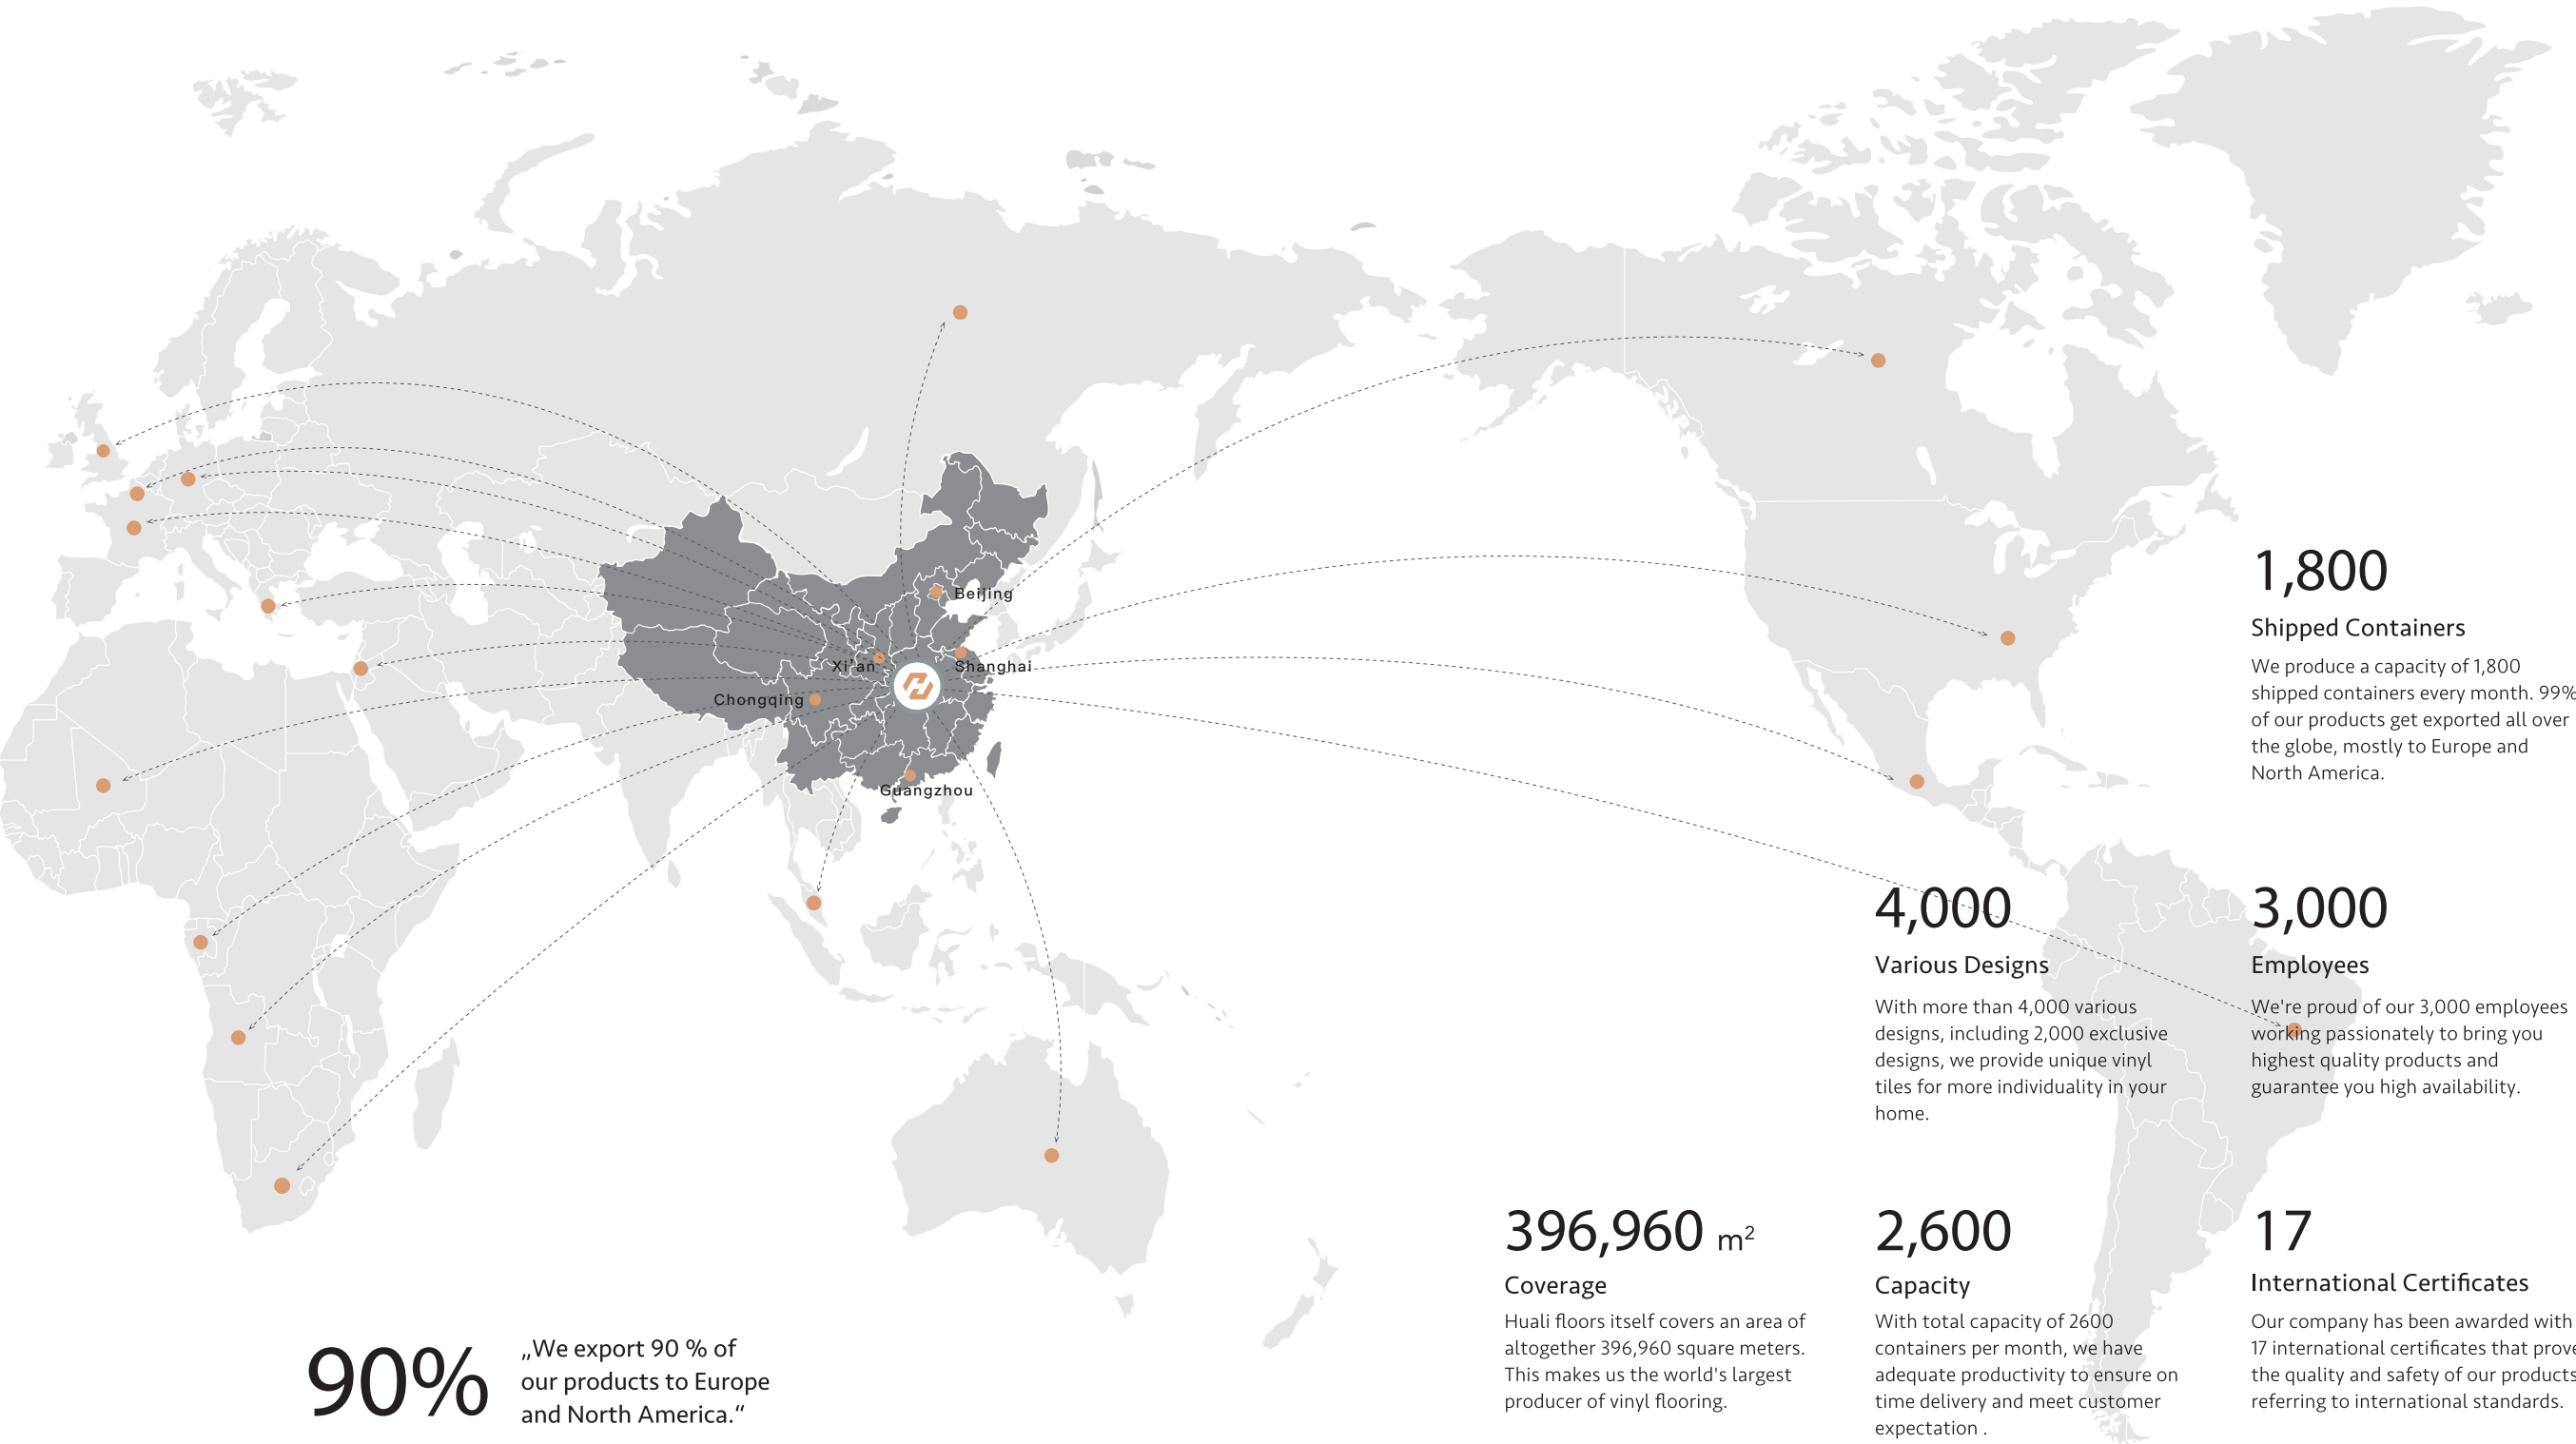 Beijing
Xi'an
Shanghai
Chongqing
Guangzhou
1,800
Shipped Containers
We produce a capacity of 1,800
shipped containers every month. 99%
of our products get exported all over
the globe, mostly to Europe and
North America.
4,000
Various Designs
With more than 4,000 various
designs, including 2,000 exclusive
designs, we provide unique vinyl
tiles for more individuality in your
home.
3,000
Employees
We're proud of our 3,000 employees
working passionately to bring you
highest quality products and
guarantee you high availability.
396,960 m²
Coverage
Huali floors itself covers an area of
altogether 396,960 square meters.
This makes us the world's largest
producer of vinyl flooring.
2,600
Capacity
With total capacity of 2600
containers per month, we have
adequate productivity to ensure on
time delivery and meet customer
expectation .
17
International Certificates
Our company has been awarded with
17 international certificates that prove
the quality and safety of our products
referring to international standards.
90%
„We export 90 % of
our products to Europe
and North America.“